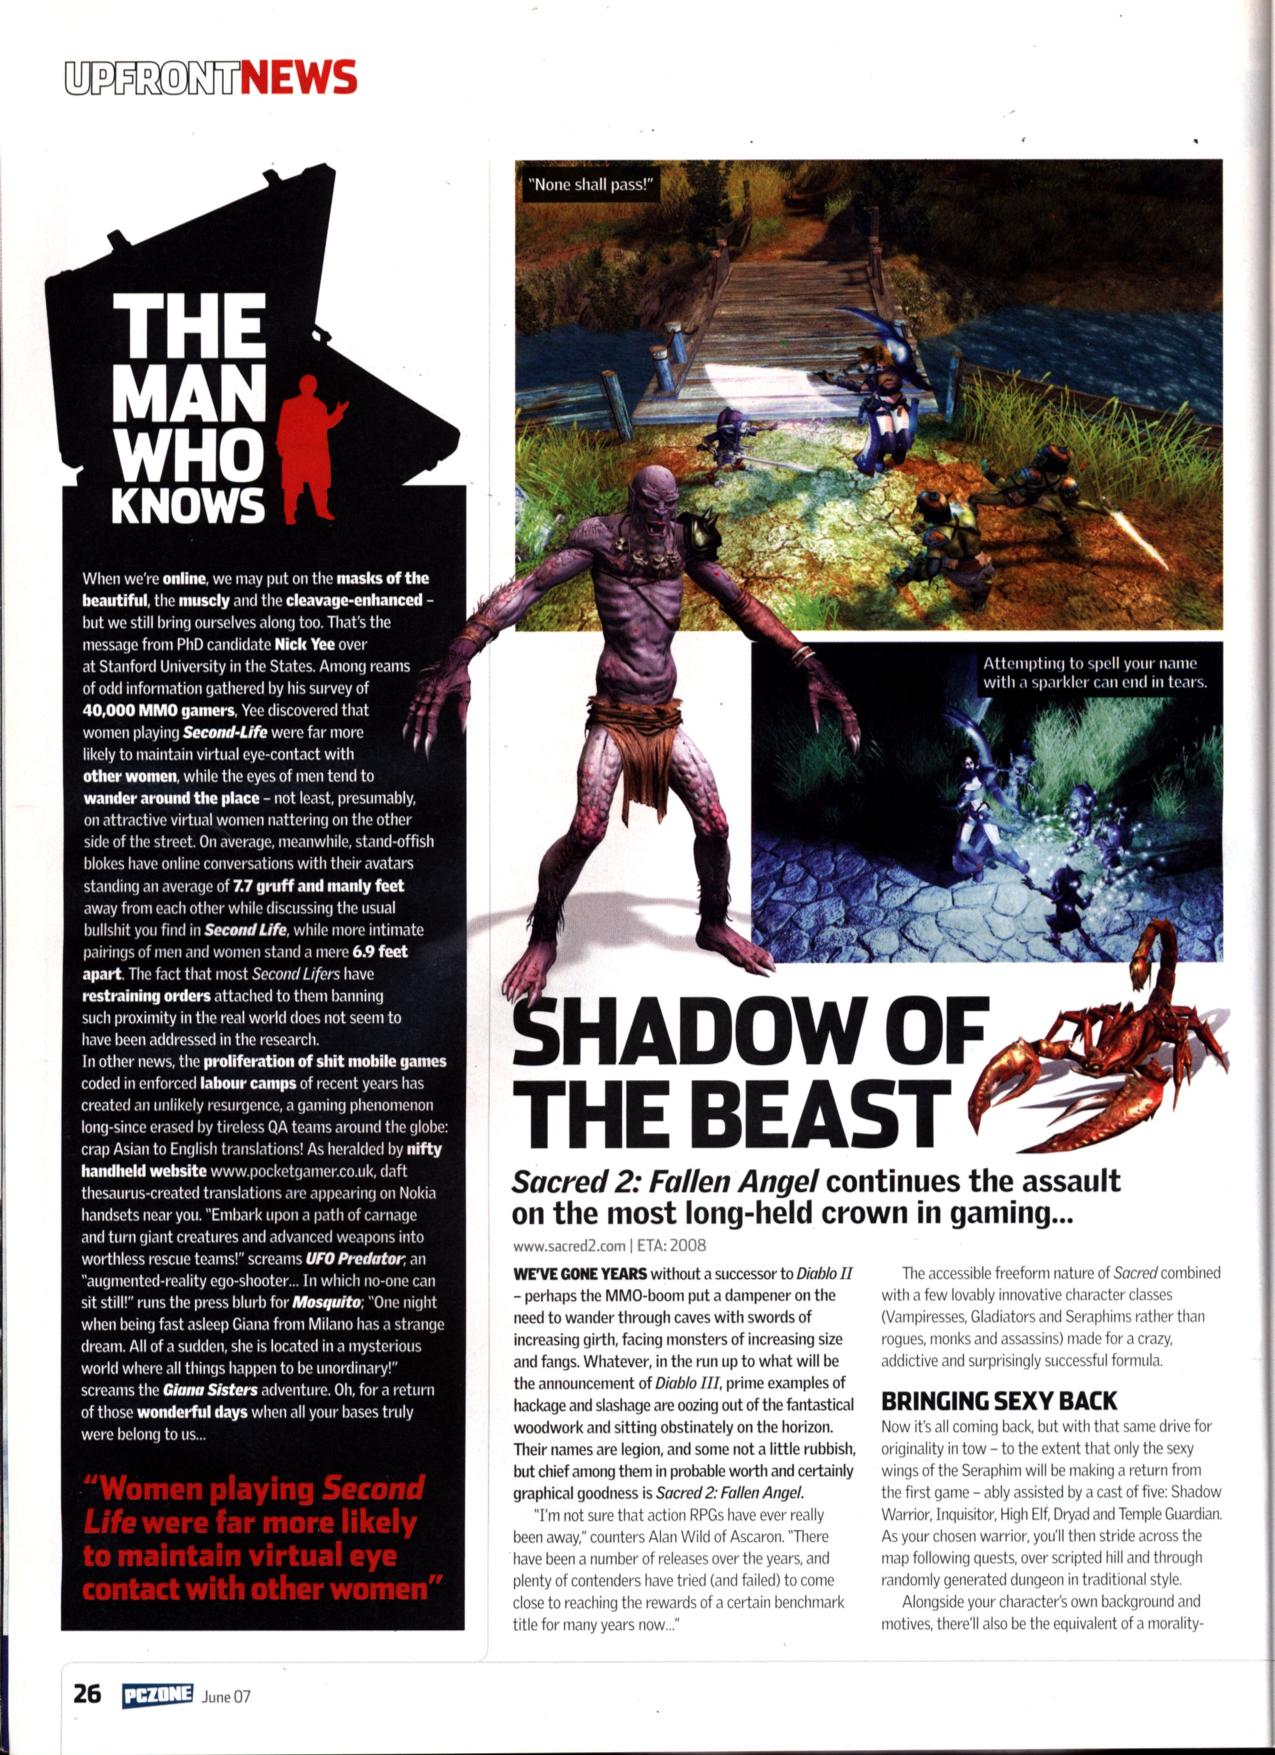 UPFRONTNEWS
THE
MAN
WHO
KNOWS
When we're online, we may put on the masks of the
beautiful, the muscly and the cleavage-enhanced –
but we still bring ourselves along too. That's the
message from PhD candidate Nick Yee over
at Stanford University in the States. Among reams
of odd information gathered by his survey of
40,000 MMO gamers, Yee discovered that
women playing Second-Life were far more
likely to maintain virtual eye-contact with
other women, while the eyes of men tend to
wander around the place – not least, presumably,
on attractive virtual women nattering on the other
side of the street. On average, meanwhile, stand-offish
blokes have online conversations with their avatars
standing an average of 7.7 gruff and manly feet
away from each other while discussing the usual
bullshit you find in Second Life, while more intimate
pairings of men and women stand a mere 6.9 feet
apart. The fact that most Second Lifers have
restraining orders attached to them banning
such proximity in the real world does not seem to
have been addressed in the research.
In other news, the proliferation of shit mobile games
coded in enforced labour camps of recent years has
created an unlikely resurgence, a gaming phenomenon
long-since erased by tireless QA teams around the globe:
crap Asian to English translations! As heralded by nifty
handheld website www.pocketgamer.co.uk, daft
thesaurus-created translations are appearing on Nokia
handsets near you. "Embark upon a path of carnage
and turn giant creatures and advanced weapons into
worthless rescue teams!" screams UFO Predator, an
"augmented-reality ego-shooter... In which no-one can
sit still!" runs the press blurb for Mosquito; "One night
when being fast asleep Giana from Milano has a strange
dream. All of a sudden, she is located in a mysterious
world where all things happen to be unordinary!"
screams the Giana Sisters adventure. Oh, for a return
of those wonderful days when all your bases truly
were belong to us...
"Women playing Second
Life were far more likely
to maintain virtual eye
contact with other women"
"None shall pass!"
Attempting to spell your name
with a sparkler can end in tears.
SHADOW OF
THE BEAST
Sacred 2: Fallen Angel continues the assault
on the most long-held crown in gaming...
www.sacred2.com | ETA: 2008
WE'VE GONE YEARS without a successor to Diablo II
– perhaps the MMO-boom put a dampener on the
need to wander through caves with swords of
increasing girth, facing monsters of increasing size
and fangs. Whatever, in the run up to what will be
the announcement of Diablo III, prime examples of
hackage and slashage are oozing out of the fantastical
woodwork and sitting obstinately on the horizon.
Their names are legion, and some not a little rubbish,
but chief among them in probable worth and certainly
graphical goodness is Sacred 2: Fallen Angel.
"I'm not sure that action RPGs have ever really
been away," counters Alan Wild of Ascaron. "There
have been a number of releases over the years, and
plenty of contenders have tried (and failed) to come
close to reaching the rewards of a certain benchmark
title for many years now..."
The accessible freeform nature of Sacred combined
with a few lovably innovative character classes
(Vampiresses, Gladiators and Seraphims rather than
rogues, monks and assassins) made for a crazy,
addictive and surprisingly successful formula.
BRINGING SEXY BACK
Now it's all coming back, but with that same drive for
originality in tow – to the extent that only the sexy
wings of the Seraphim will be making a return from
the first game – ably assisted by a cast of five: Shadow
Warrior, Inquisitor, High Elf, Dryad and Temple Guardian.
As your chosen warrior, you'll then stride across the
map following quests, over scripted hill and through
randomly generated dungeon in traditional style.
Alongside your character's own background and
motives, there'll also be the equivalent of a morality-
26 PCZONE June 07